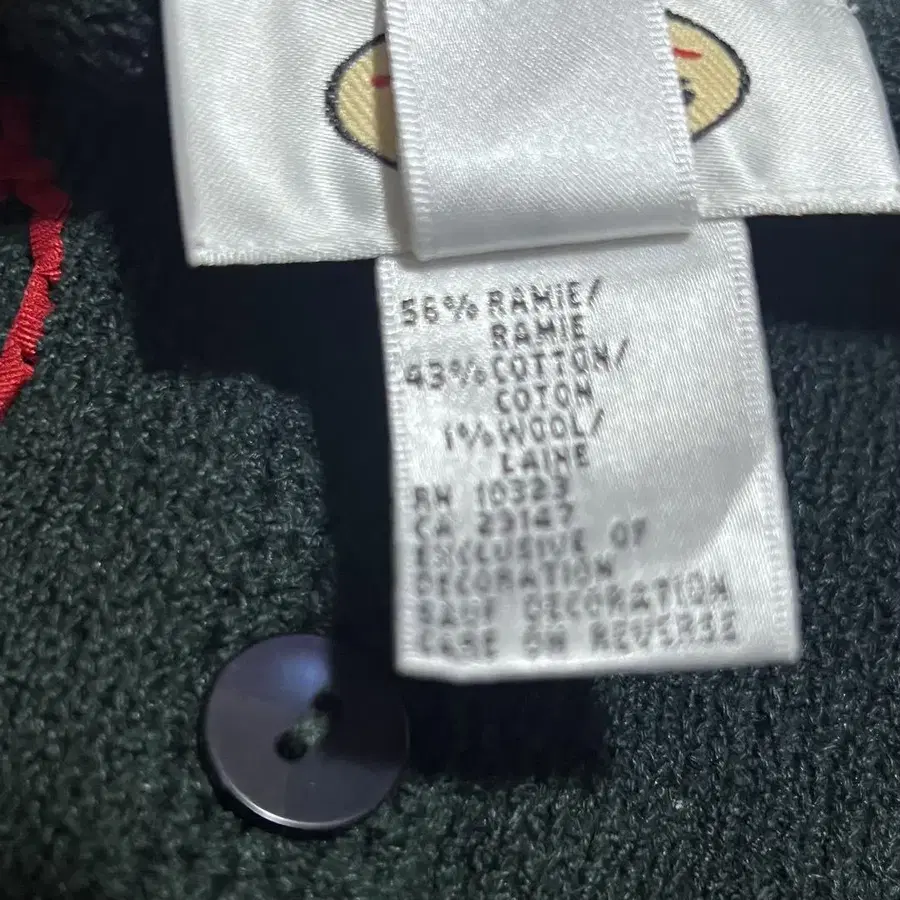 56% RAMIE/
RAMIE
43% COTTON/
COTON
1% WOOL/
LAINE
RN 10323
CA 29147
EXCLUSIVE OF
DECORATION
SAUF DECORATION
CARE ON REVERSE